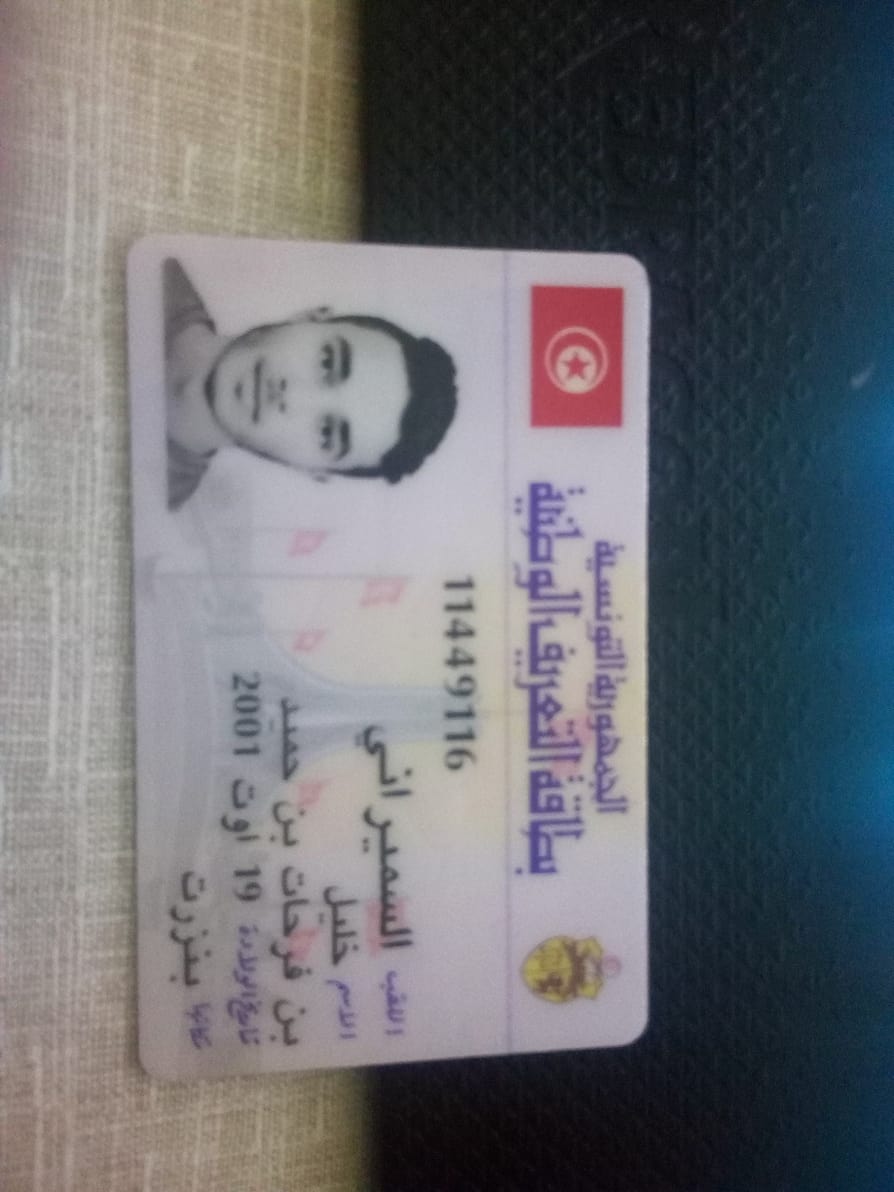 الجمهورية التونسية
بطاقة التعريف الوطنية
11449116
اللقب السميراني
الاسم خليل
بن فرحات بن حميد
تاريخ الولادة 19 اوت 2001
مكانها بنزرت